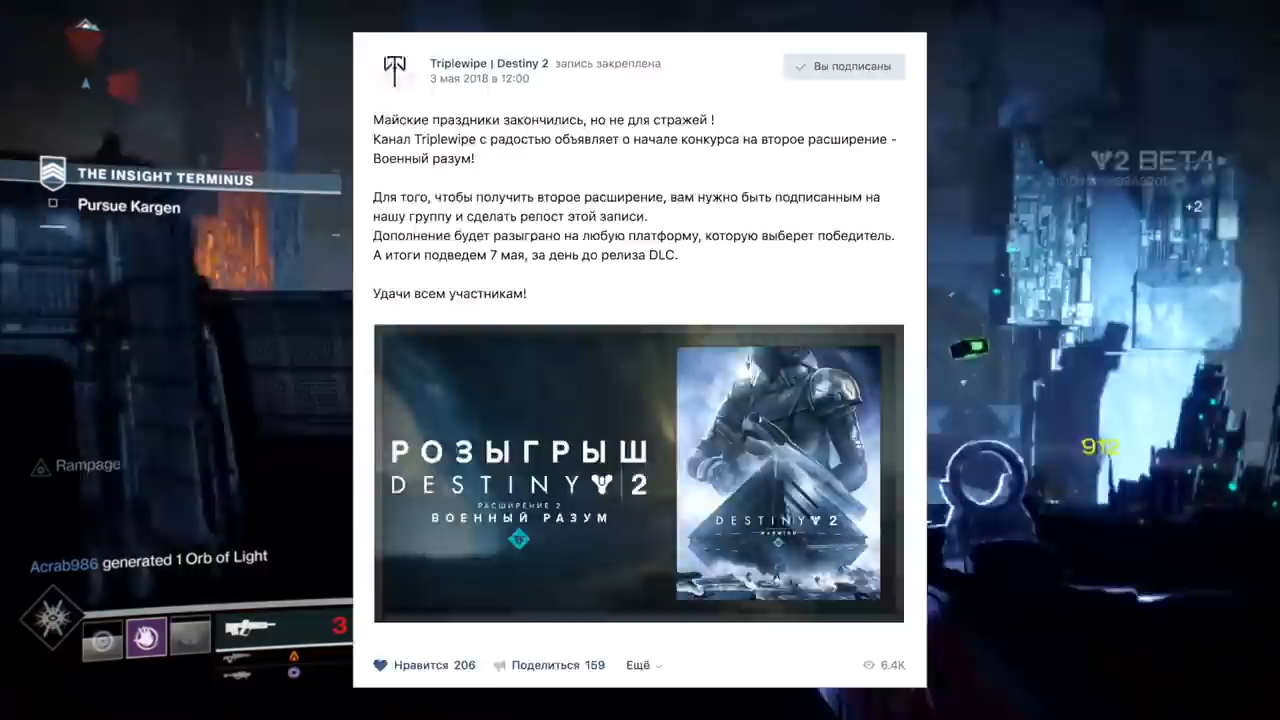 Triplewipe | Destiny 2 запись закреплена
3 мая 2018 в 12:00
Вы подписаны
Майские праздники закончились, но не для стражей !
Канал Triplewipe с радостью объявляет о начале конкурса на второе расширение -
Военный разум!
Для того, чтобы получить второе расширение, вам нужно быть подписанным на
нашу группу и сделать репост этой записи.
Дополнение будет разыграно на любую платформу, которую выберет победитель.
А итоги подведем 7 мая, за день до релиза DLC.
Удачи всем участникам!
РОЗЫГРЫШ
DESTINY 2
РАСШИРЕНИЕ 2
ВОЕННЫЙ РАЗУМ
DESTINY 2
WARMIND
Нравится 206
Поделиться 159
Ещё
6.4K
THE INSIGHT TERMINUS
Pursue Kargen
Rampage
Acrab986 generated 1 Orb of Light
3
2 BETA
+2
912